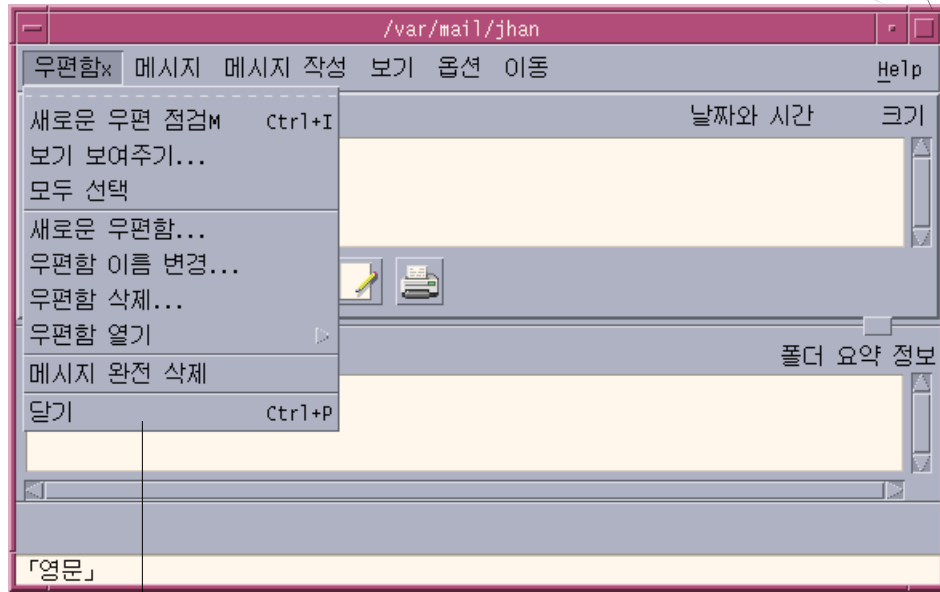 /var/mail/jhan
우편함x 메시지 메시지 작성 보기 옵션 이동 Help
새로운 우편 점검M Ctrl+I
날짜와 시간 크기
보기 보여주기...
모두 선택
새로운 우편함...
우편함 이름 변경...
우편함 삭제...
우편함 열기
폴더 요약 정보
메시지 완전 삭제
닫기 Ctrl+P
「영문」